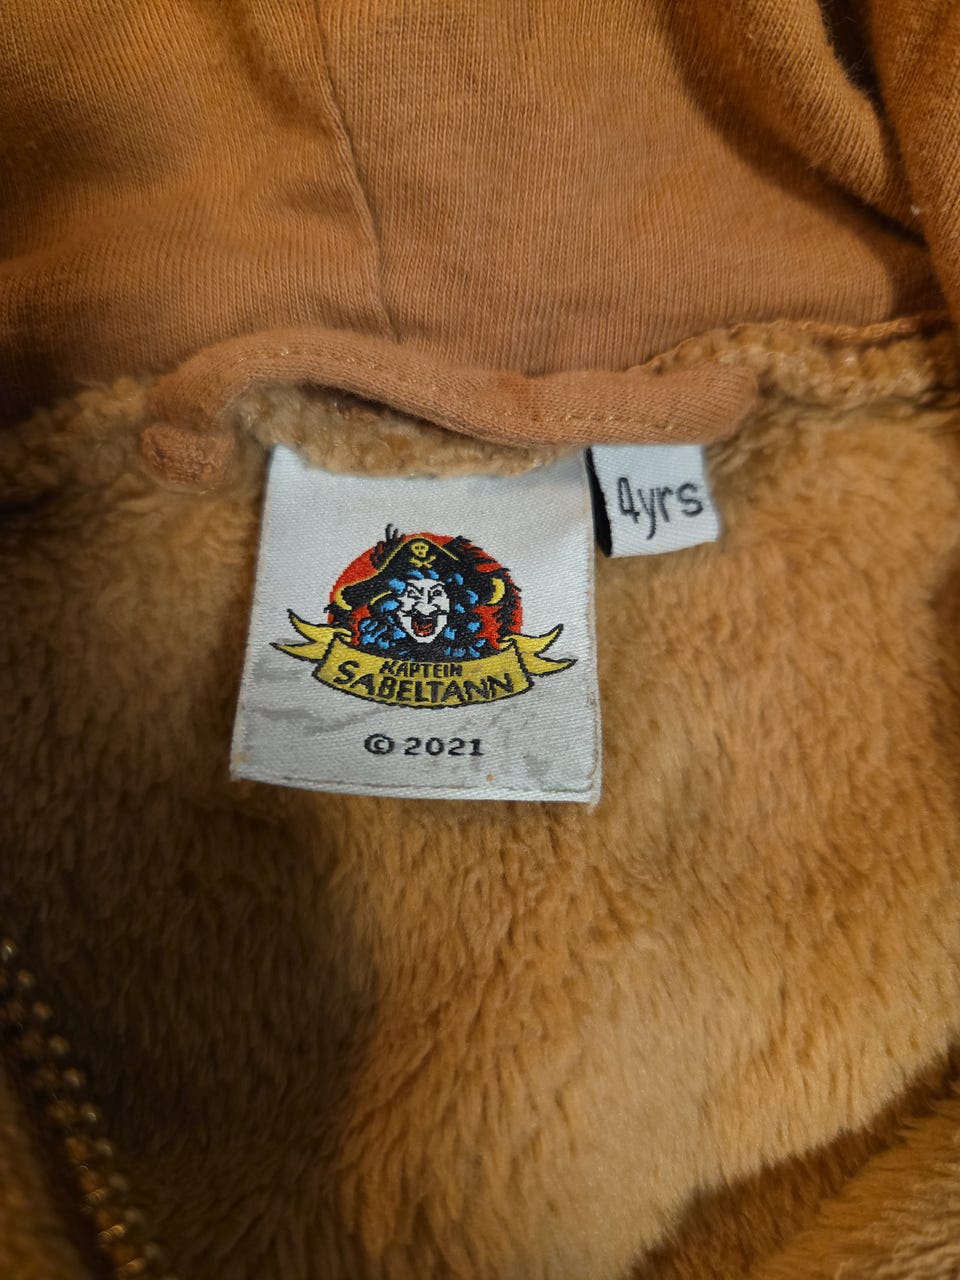 4yrs
KAPTEIN
SABELTANN
© 2021